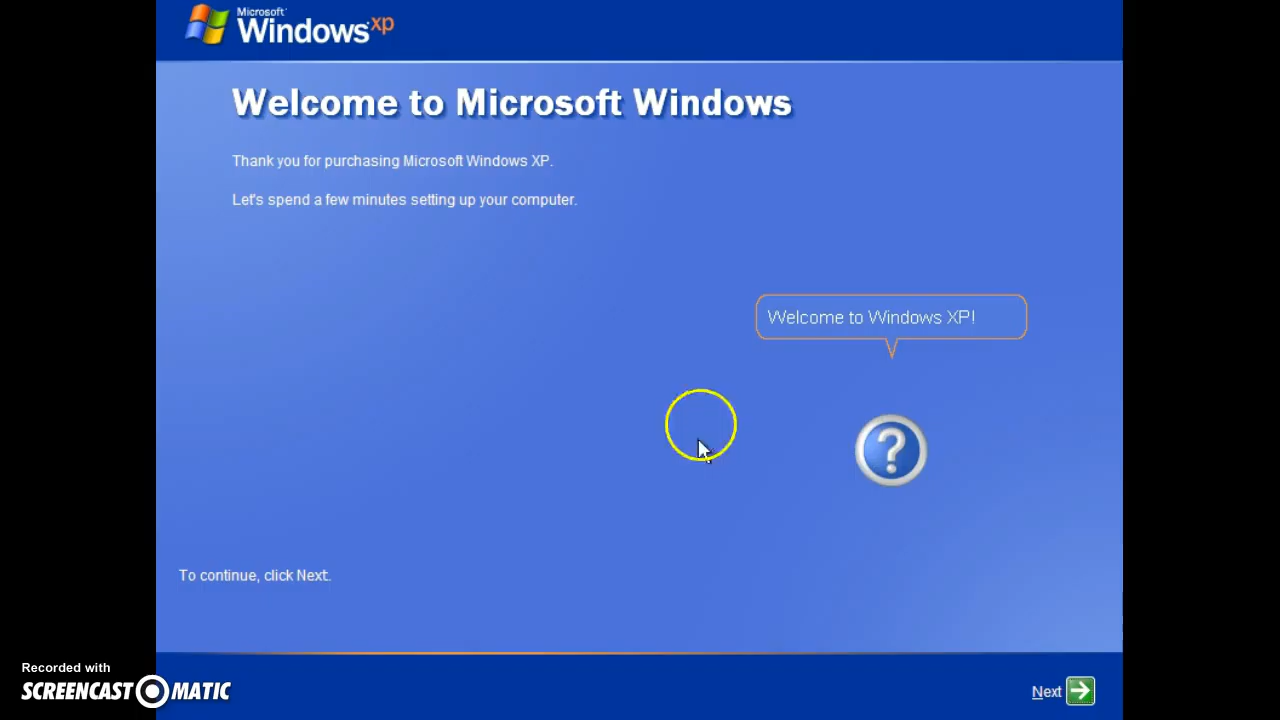 Microsoft
Windows xp
Welcome to Microsoft Windows
Thank you for purchasing Microsoft Windows XP.
Let's spend a few minutes setting up your computer.
Welcome to Windows XP!
?
To continue, click Next.
Recorded with
SCREENCAST MATIC
Next